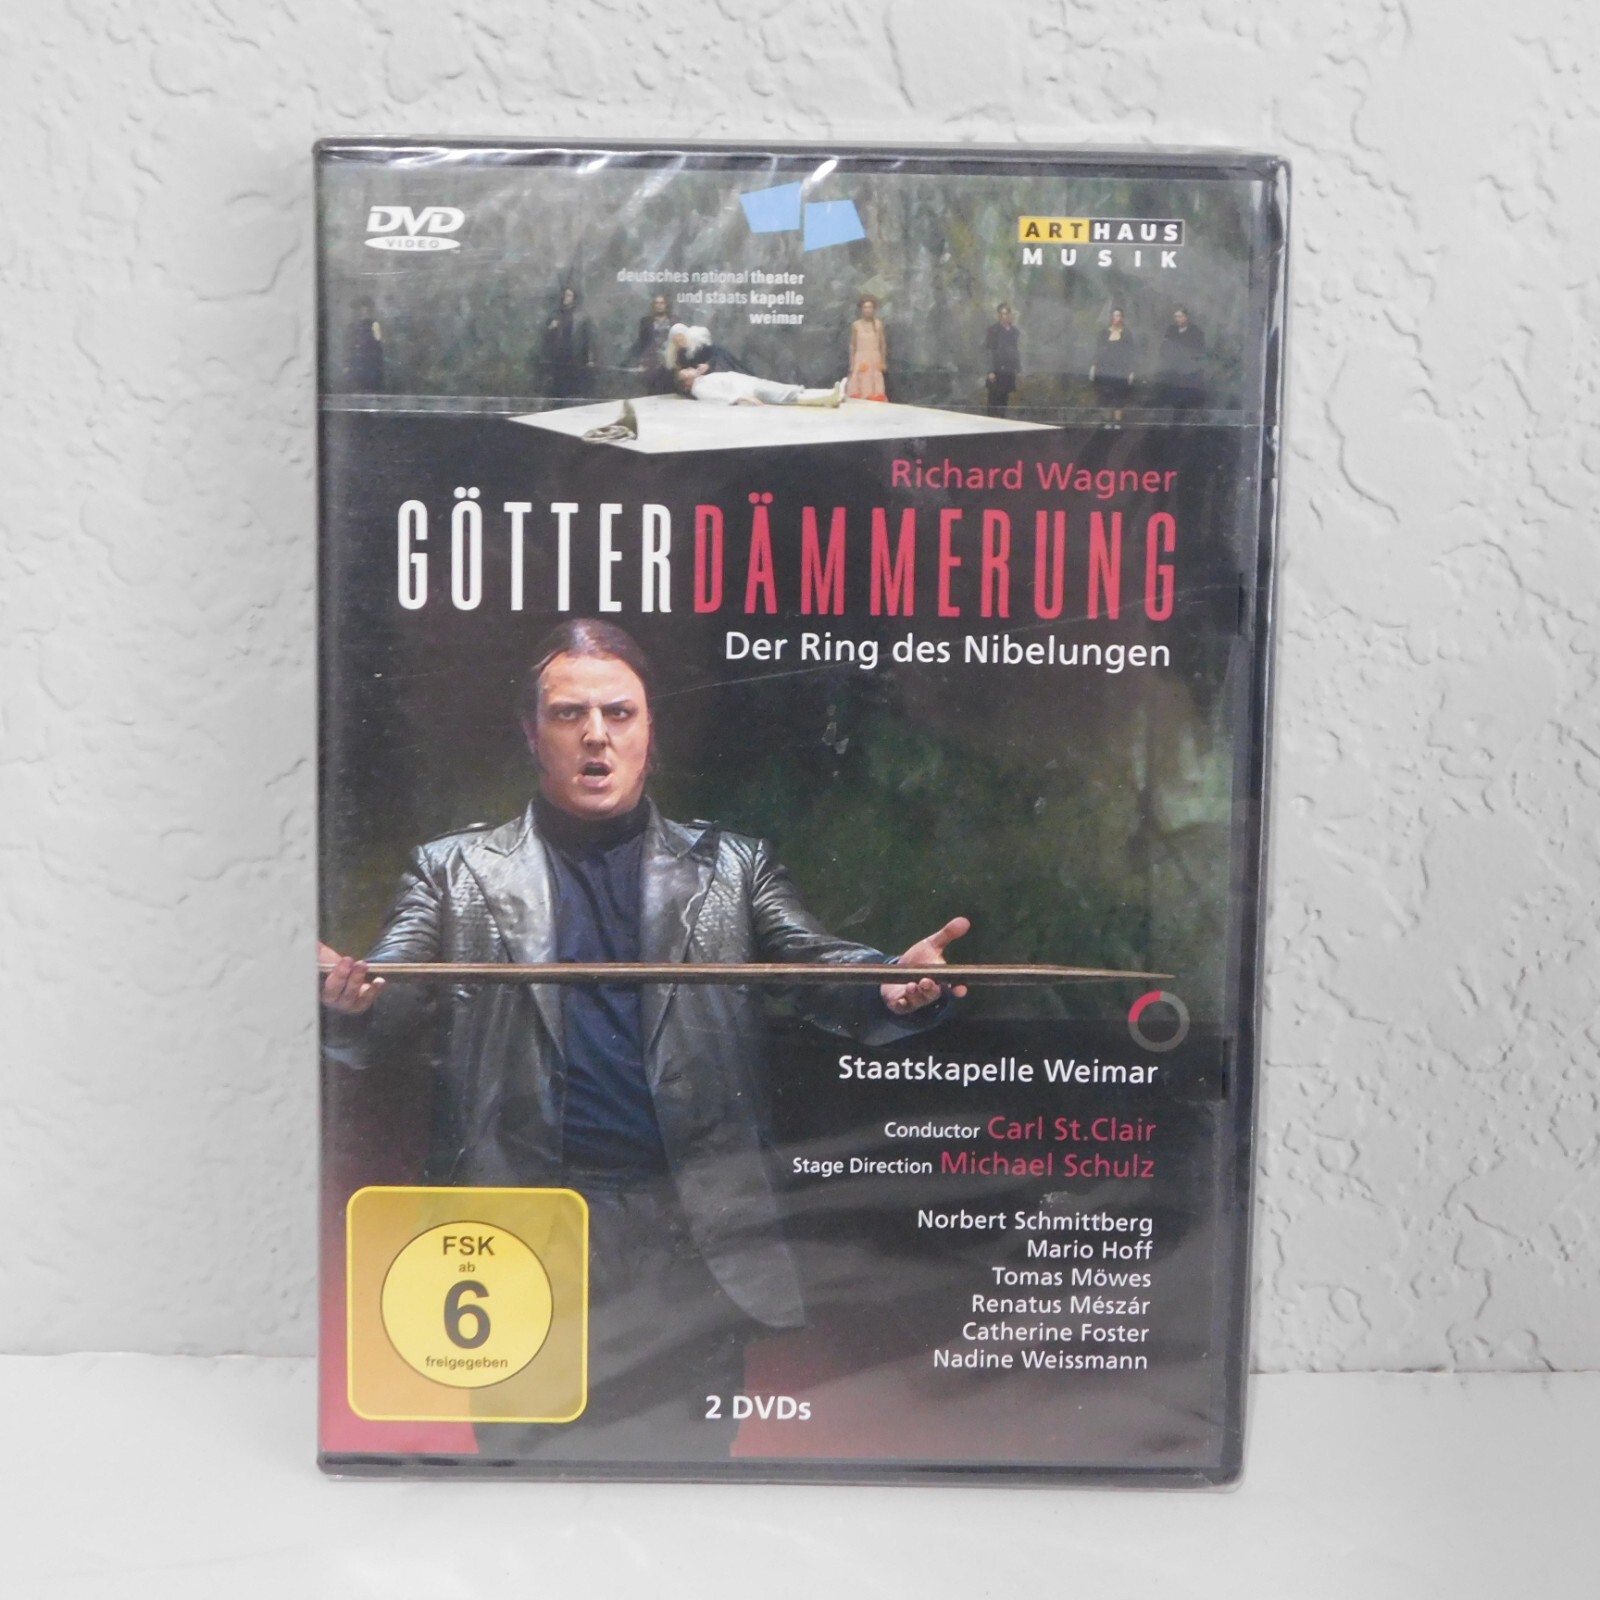 DVD
VIDEO
ARTHAUS
MUSIK
deutsches national theater
und staats kapelle
weimar
Richard Wagner
GÖTTERDÄMMERUNG
Der Ring des Nibelungen
Staatskapelle Weimar
Conductor Carl St.Clair
Stage Direction Michael Schulz
Norbert Schmittberg
Mario Hoff
Tomas Möwes
Renatus Mészár
Catherine Foster
Nadine Weissmann
FSK
ab
6
freigegeben
2 DVDs